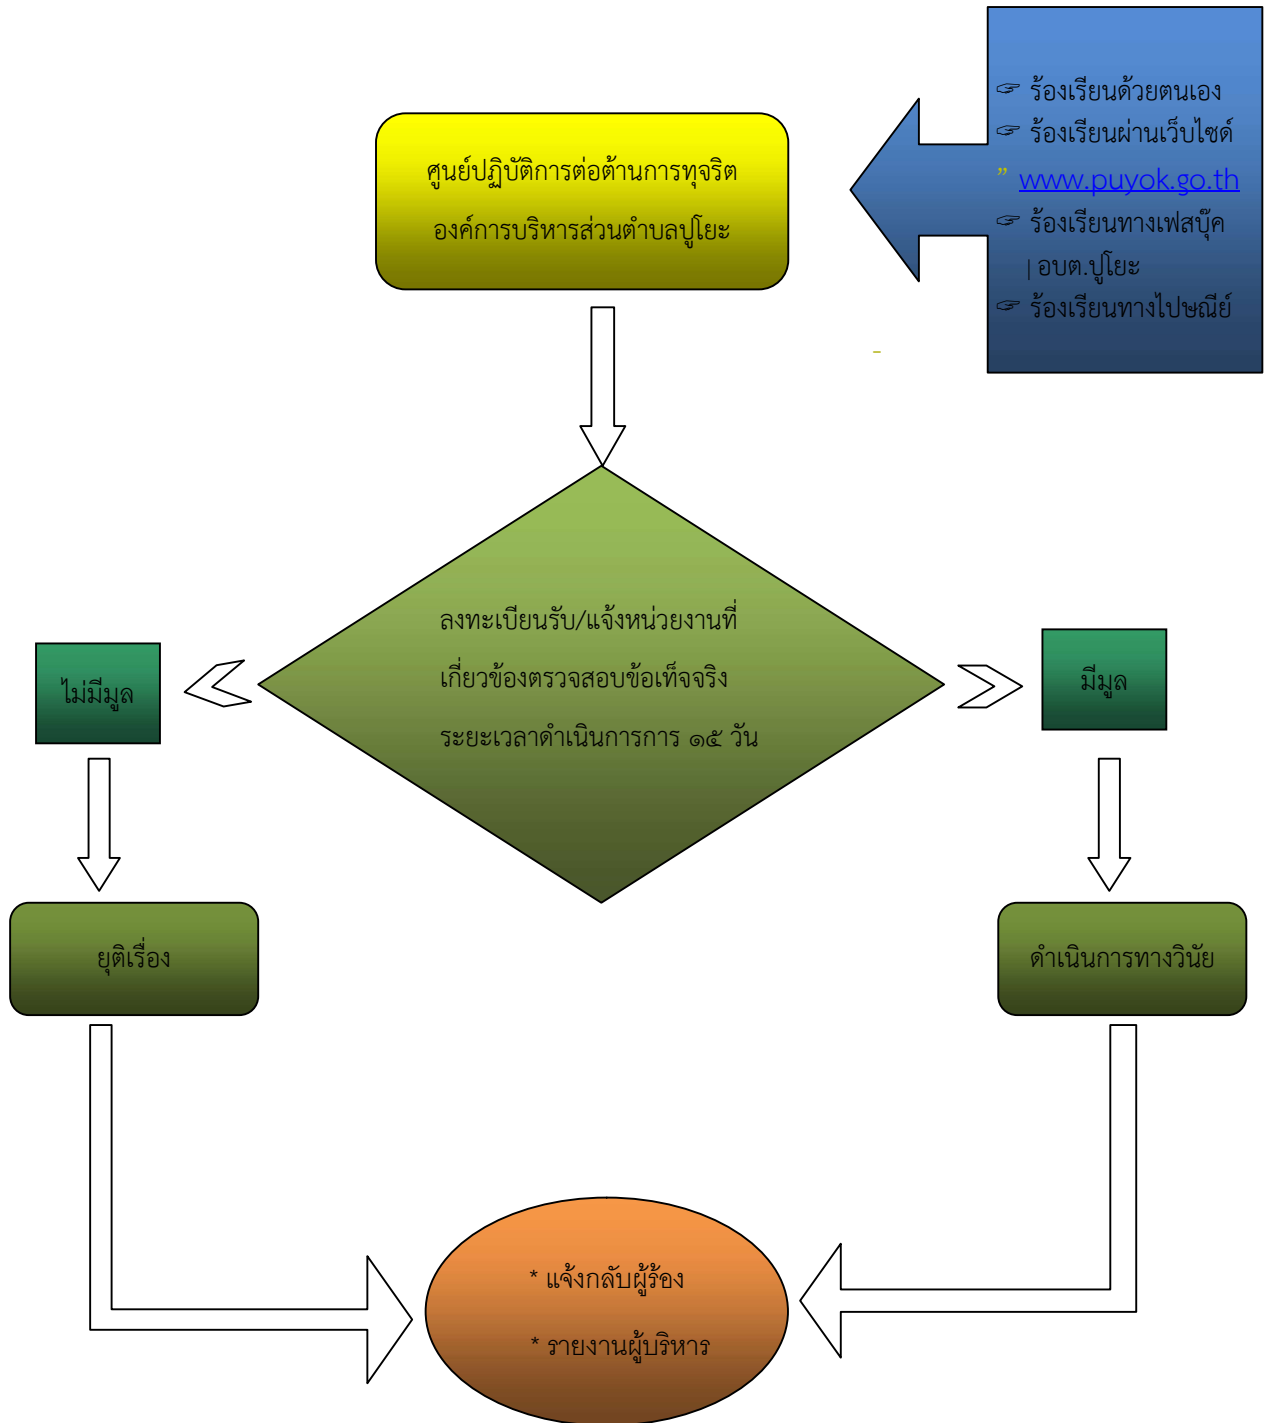 ☞ ร้องเรียนด้วยตนเอง
☞ ร้องเรียนผ่านเว็บไซด์
” www.puyok.go.th
☞ ร้องเรียนทางเฟสบุ๊ค
| อบต.ปูโยะ
☞ ร้องเรียนทางไปษณีย์
ศูนย์ปฏิบัติการต่อต้านการทุจริต
องค์การบริหารส่วนตำบลปูโยะ
ลงทะเบียนรับ/แจ้งหน่วยงานที่
เกี่ยวข้องตรวจสอบข้อเท็จจริง
ระยะเวลาดำเนินการการ ๑๕ วัน
ไม่มีมูล
มีมูล
ยุติเรื่อง
ดำเนินการทางวินัย
* แจ้งกลับผู้ร้อง
* รายงานผู้บริหาร